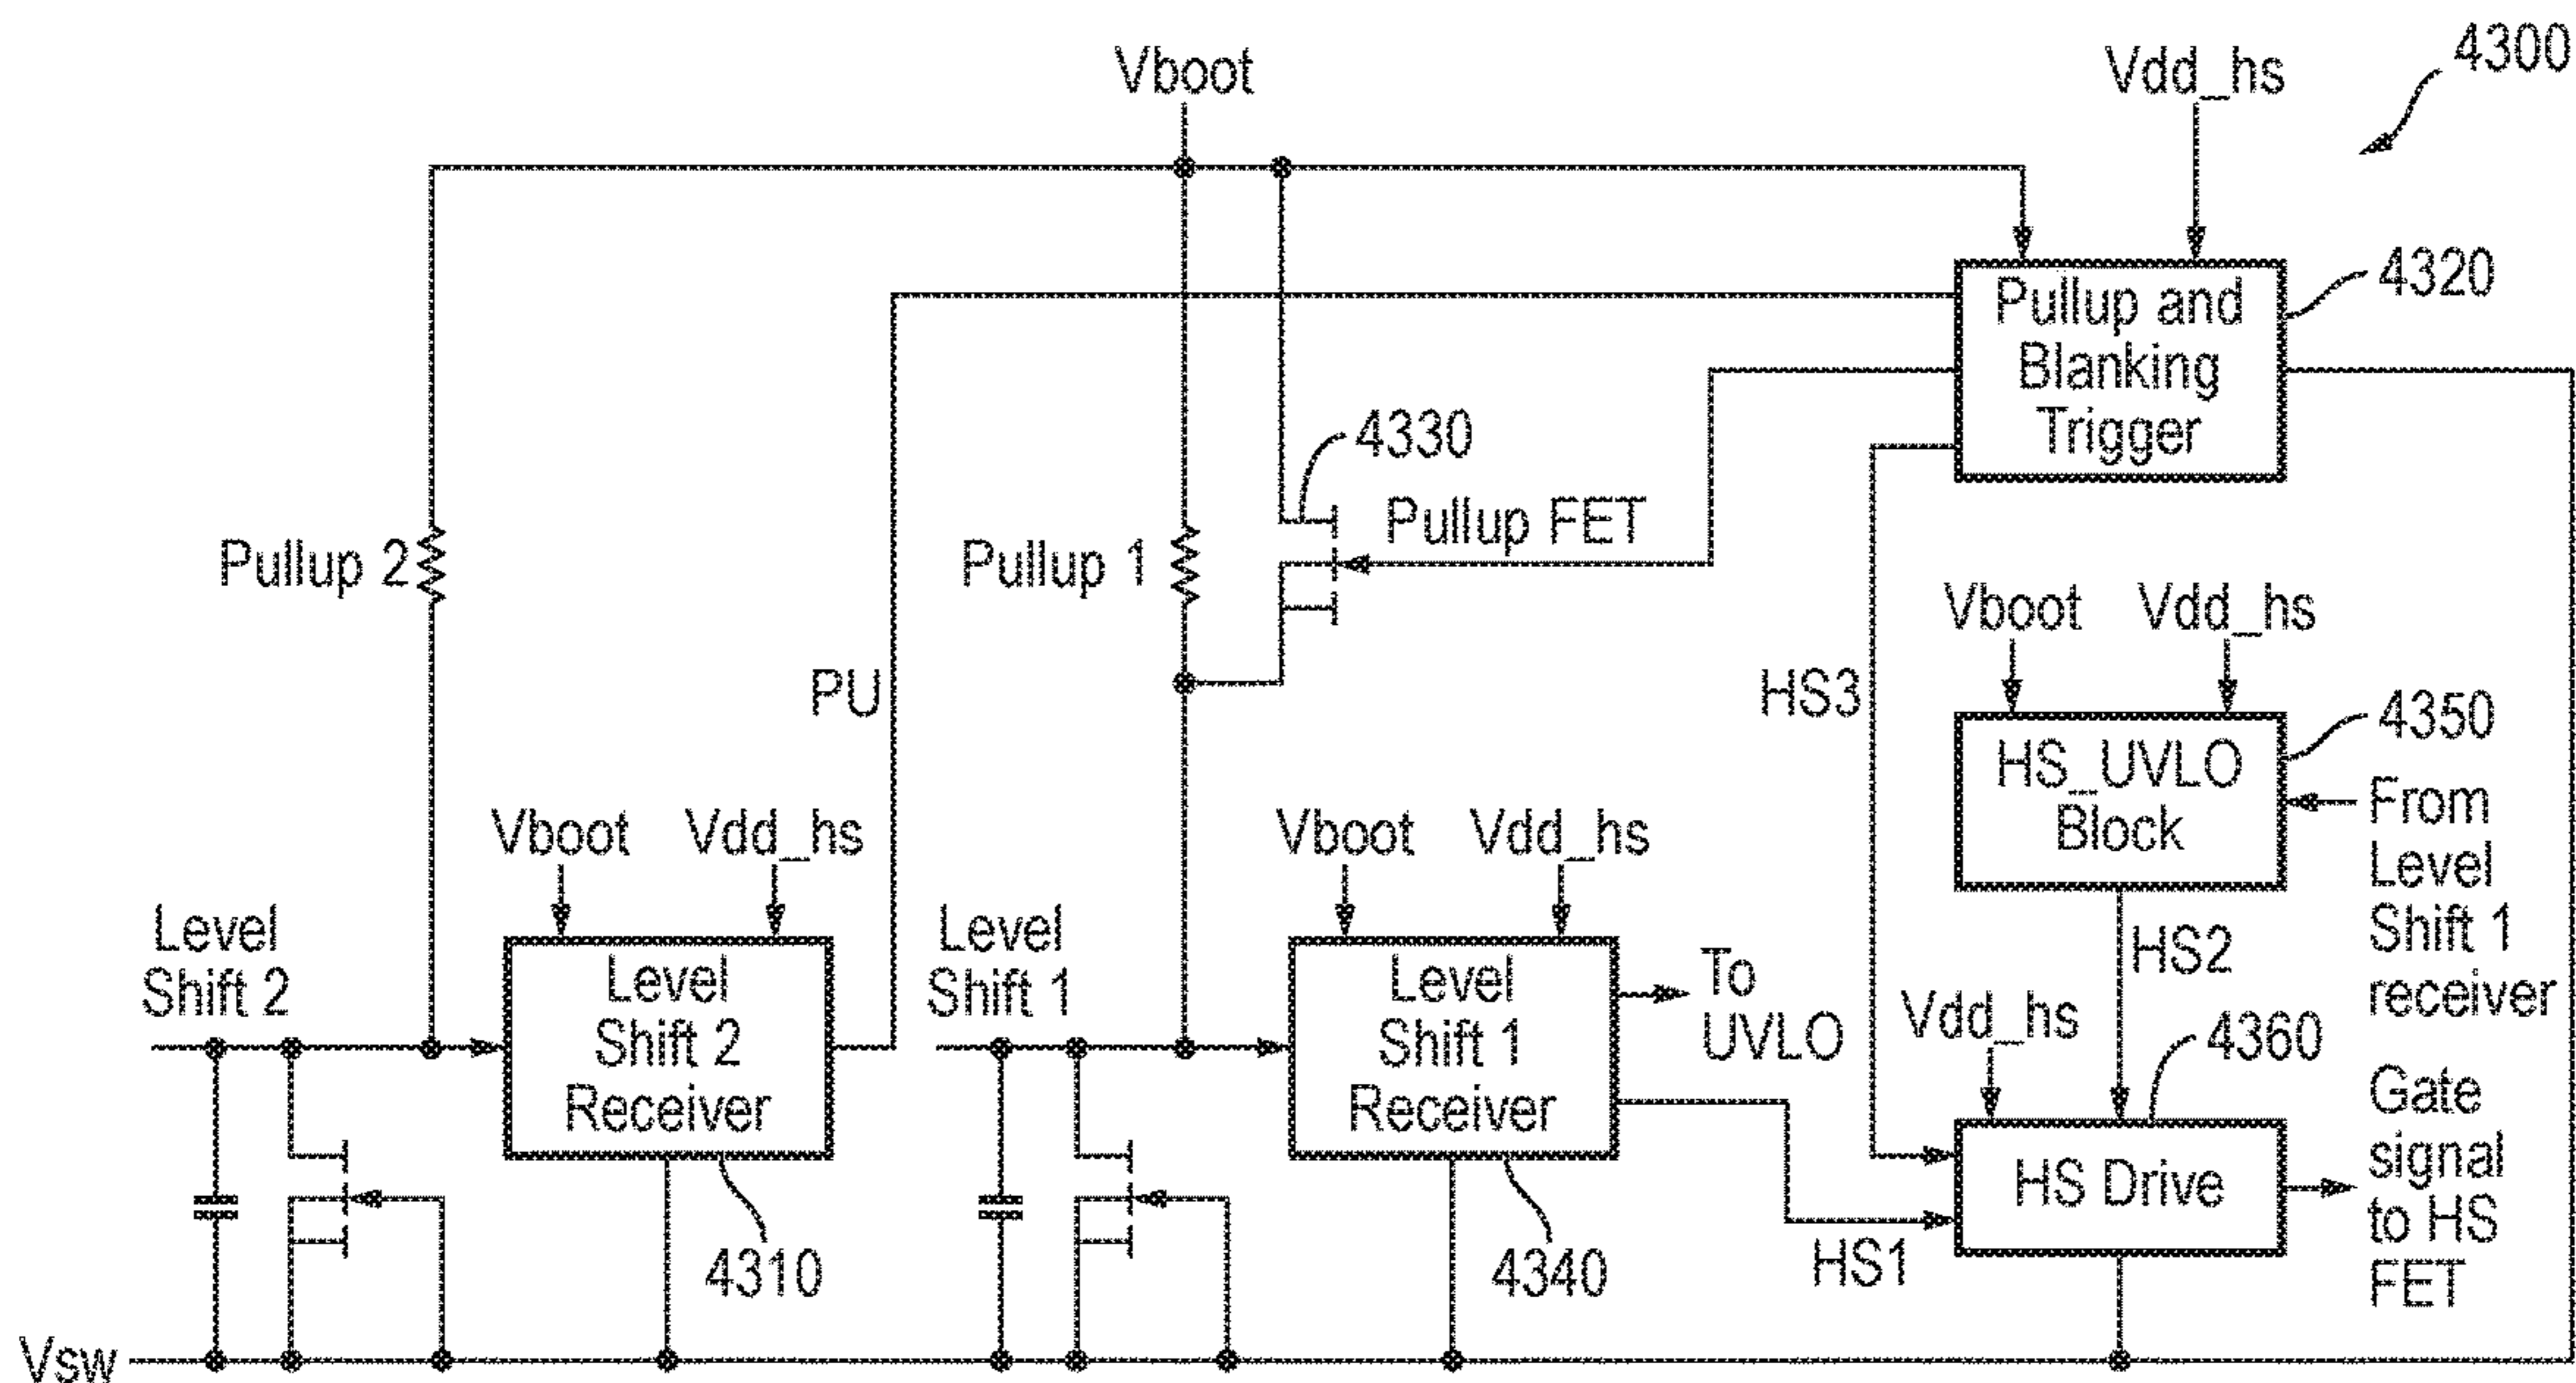 4300
Vboot
Vdd_hs
Pullup and
Blanking
Trigger
4320
4330
Pullup FET
Pullup 2
Pullup 1
PU
HS3
Vboot
Vdd_hs
4350
HS_UVLO
Block
From
Level
Shift 1
receiver
HS2
Vboot
Vdd_hs
Vboot
Vdd_hs
Level
Shift 2
Level
Shift 2
Receiver
4310
Level
Shift 1
Level
Shift 1
Receiver
4340
To
UVLO
HS1
Vdd_hs
4360
HS Drive
Gate
signal
to HS
FET
Vsw